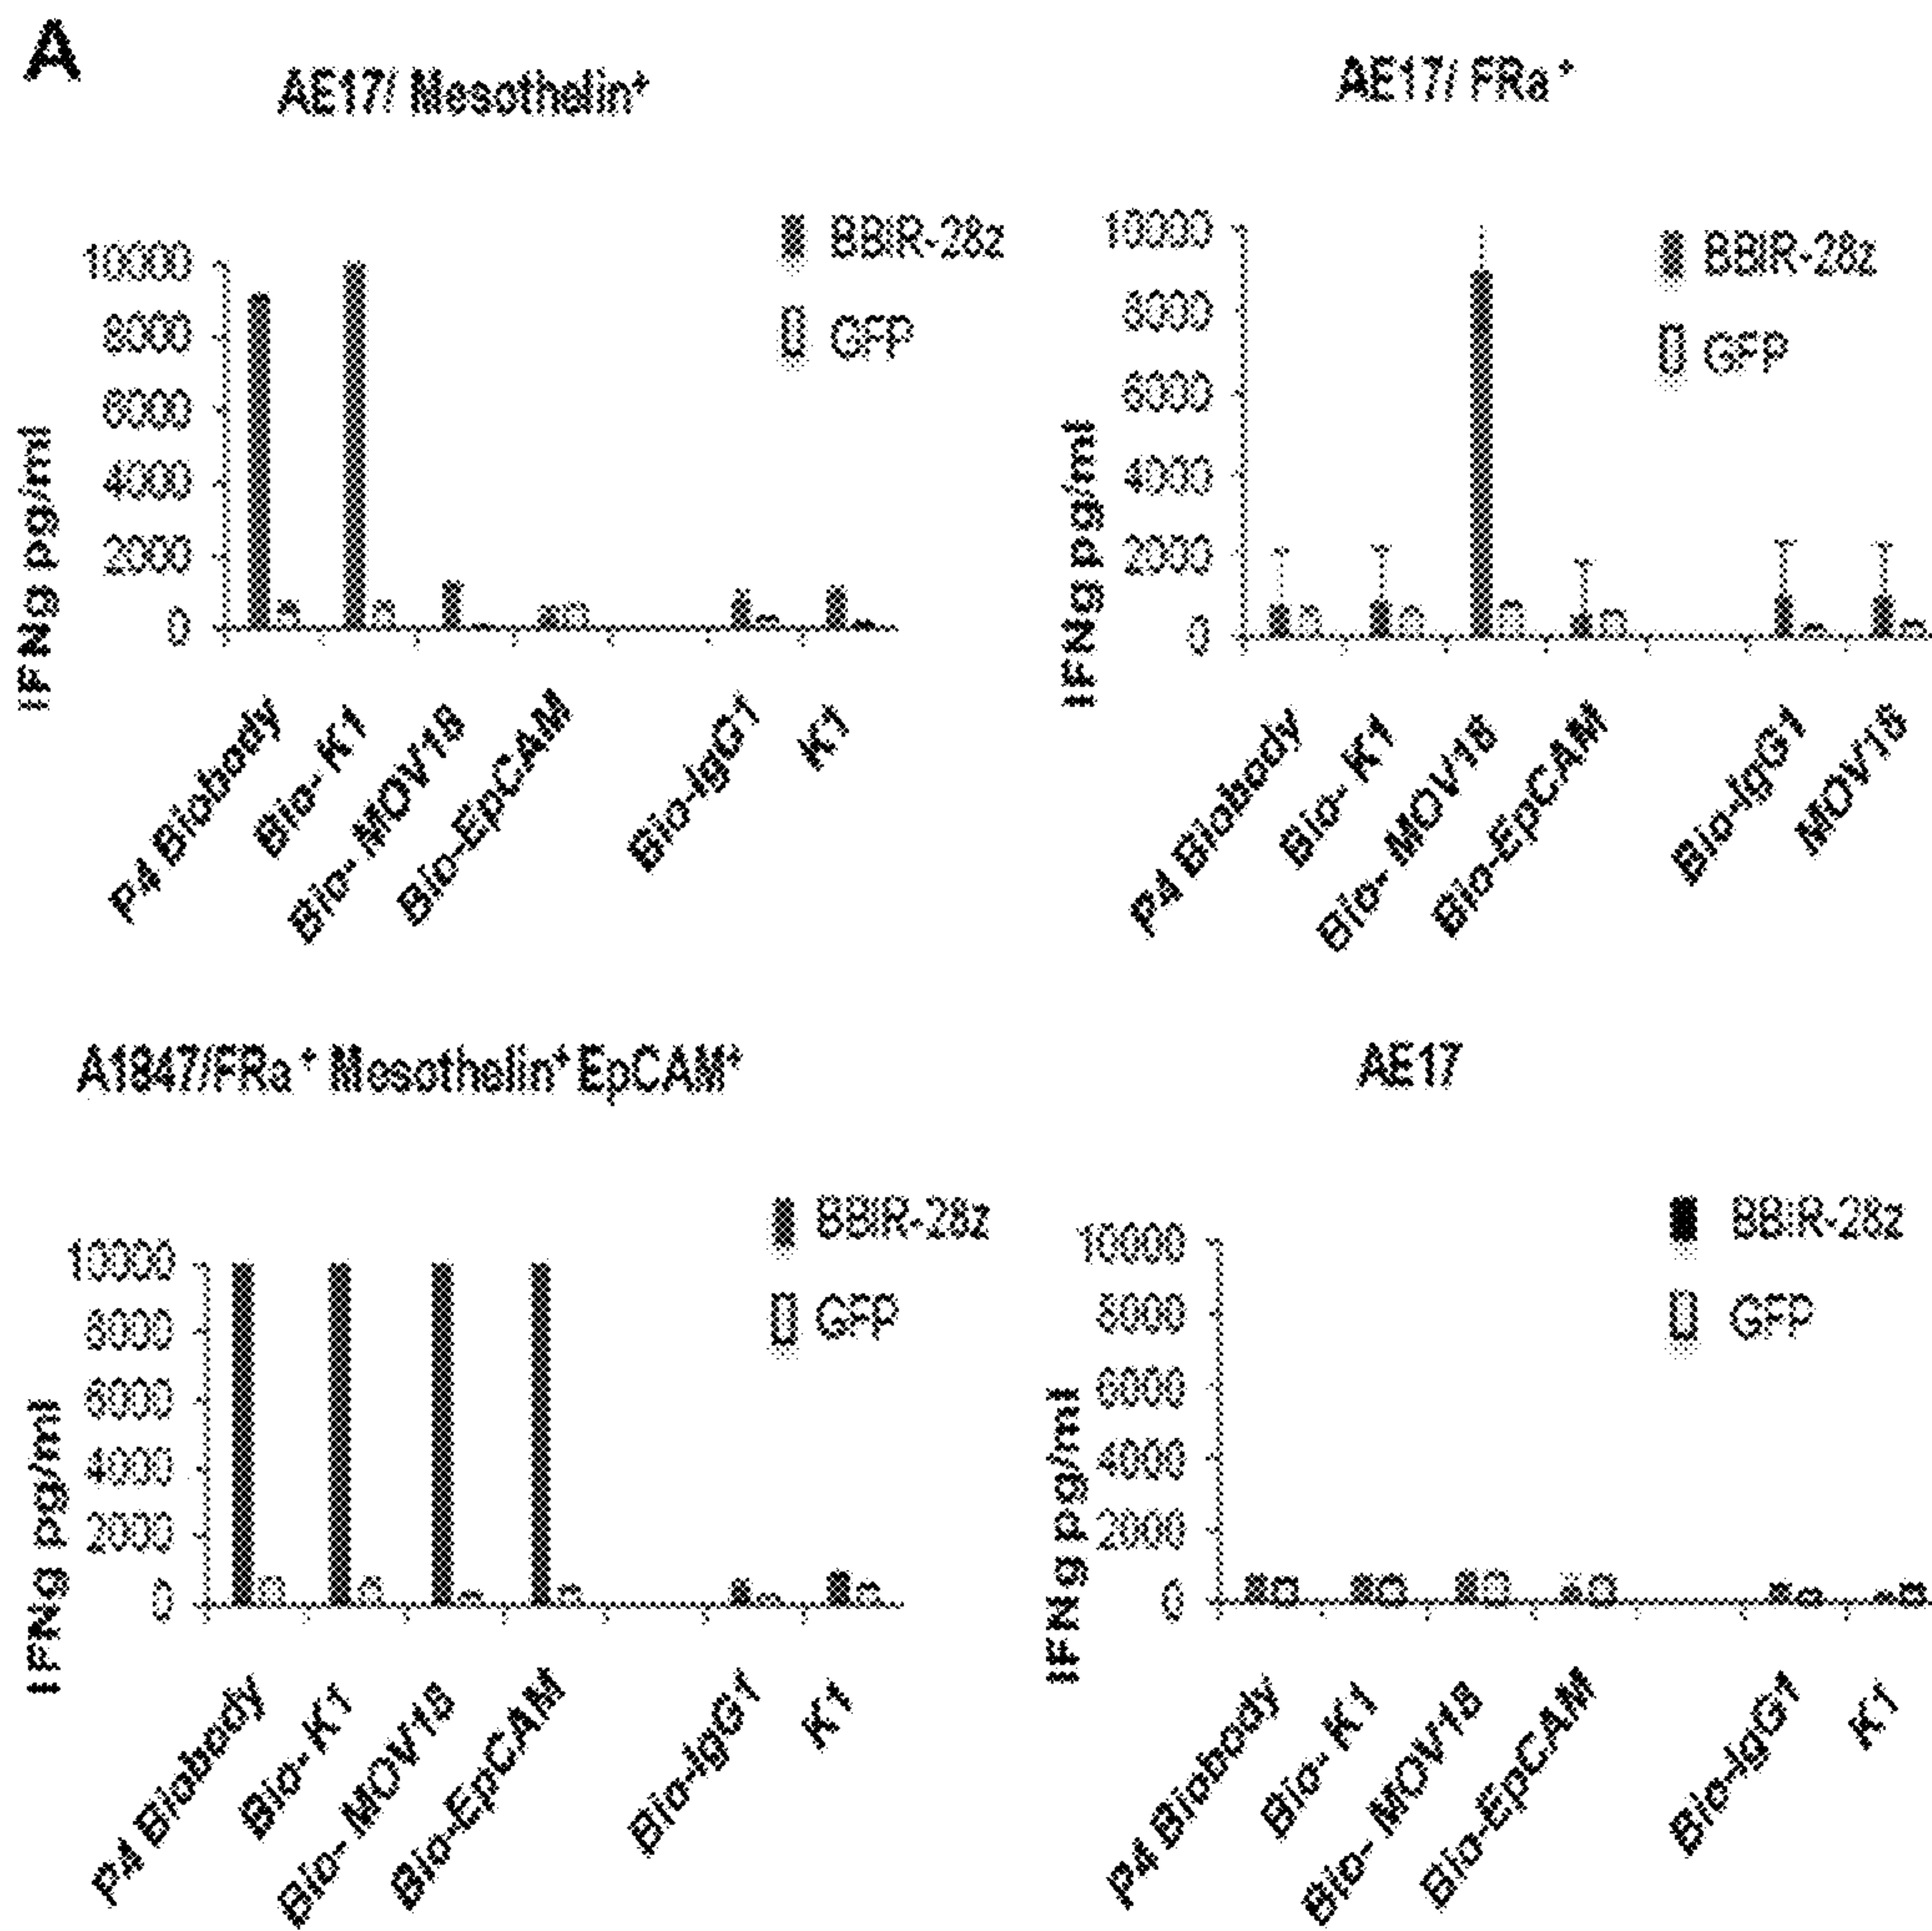 A
AE17/ Mesothelin+
BBIR-28z
GFP
IFNg pg/ml
10000
8000
6000
4000
2000
0
P4 Biobody
Bio- K1
Bio- MOV18
Bio-EpCAM
Bio-IgG1
K1
AE17/ FRa +
BBIR-28z
GFP
IFNg pg/ml
10000
8000
6000
4000
2000
0
P4 Biobody
Bio- K1
Bio- MOV18
Bio-EpCAM
Bio-IgG1
MOV18
A1847/FRa + Mesothelin+ EpCAM+
BBIR-28z
GFP
IFNg pg/ml
10000
8000
6000
4000
2000
0
P4 Biobody
Bio- K1
Bio- MOV18
Bio-EpCAM
Bio-IgG1
K1
AE17
BBIR-28z
GFP
IFNg pg/ml
10000
8000
6000
4000
2000
0
P4 Biobody
Bio- K1
Bio- MOV18
Bio-EpCAM
Bio-IgG1
K1